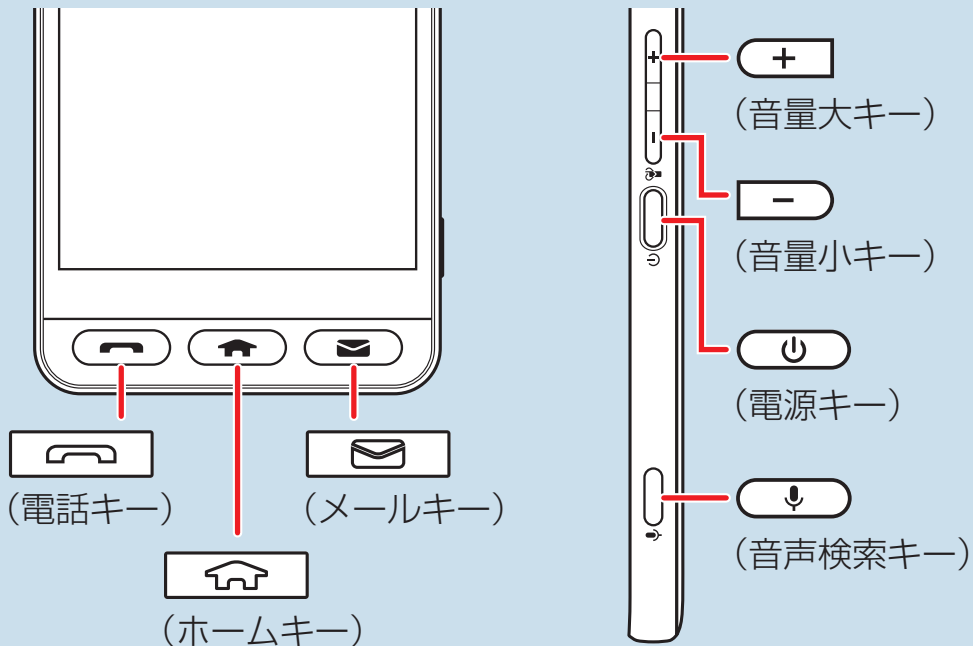 (電話キー)
(ホームキー)
(メールキー)
+
-
+
(音量大キー)
-
(音量小キー)
(電源キー)
(音声検索キー)